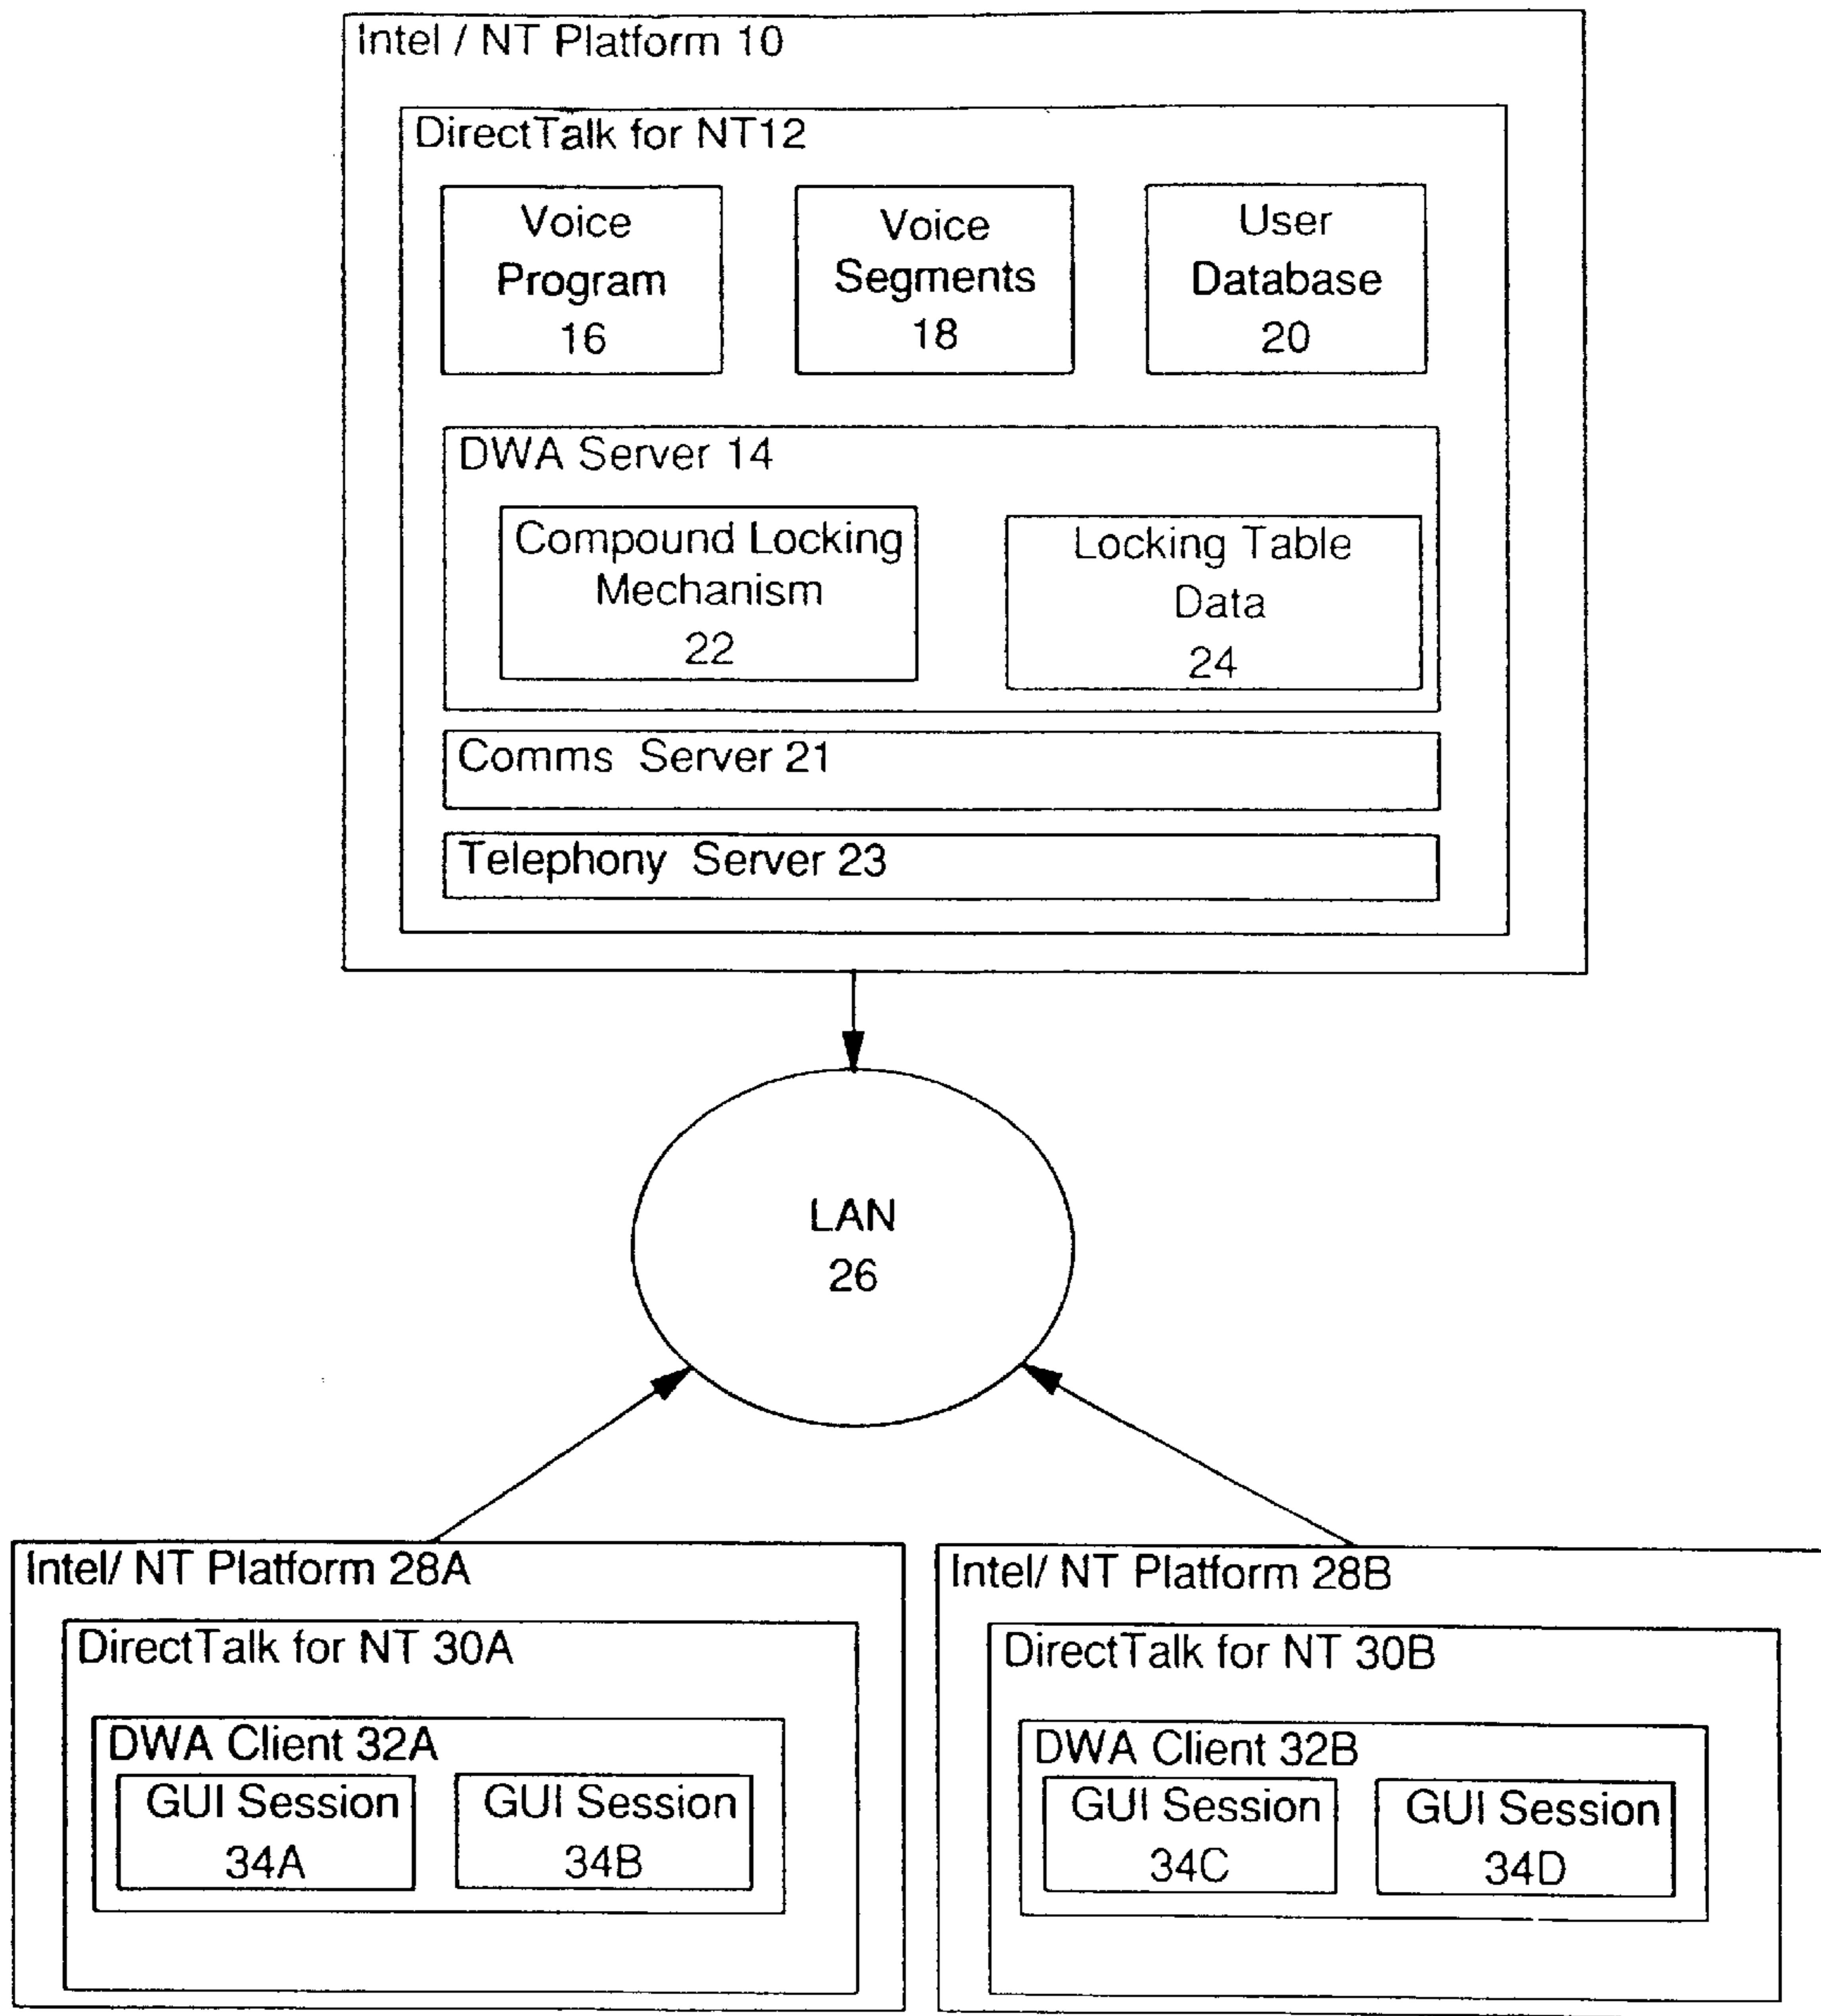 Intel / NT Platform 10
DirectTalk for NT12
Voice
Program
16
Voice
Segments
18
User
Database
20
DWA Server 14
Compound Locking
Mechanism
22
Locking Table
Data
24
Comms Server 21
Telephony Server 23
LAN
26
Intel/ NT Platform 28A
DirectTalk for NT 30A
DWA Client 32A
GUI Session
34A
GUI Session
34B
Intel/ NT Platform 28B
DirectTalk for NT 30B
DWA Client 32B
GUI Session
34C
GUI Session
34D